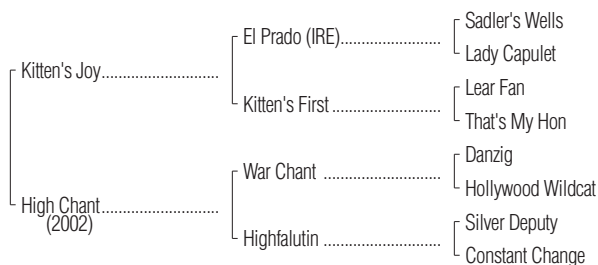 Sadler's Wells
El Prado (IRE)
Lady Capulet
Kitten's Joy
Lear Fan
Kitten's First
That's My Hon
Danzig
War Chant
Hollywood Wildcat
High Chant
(2002)
Silver Deputy
Highfalutin
Constant Change